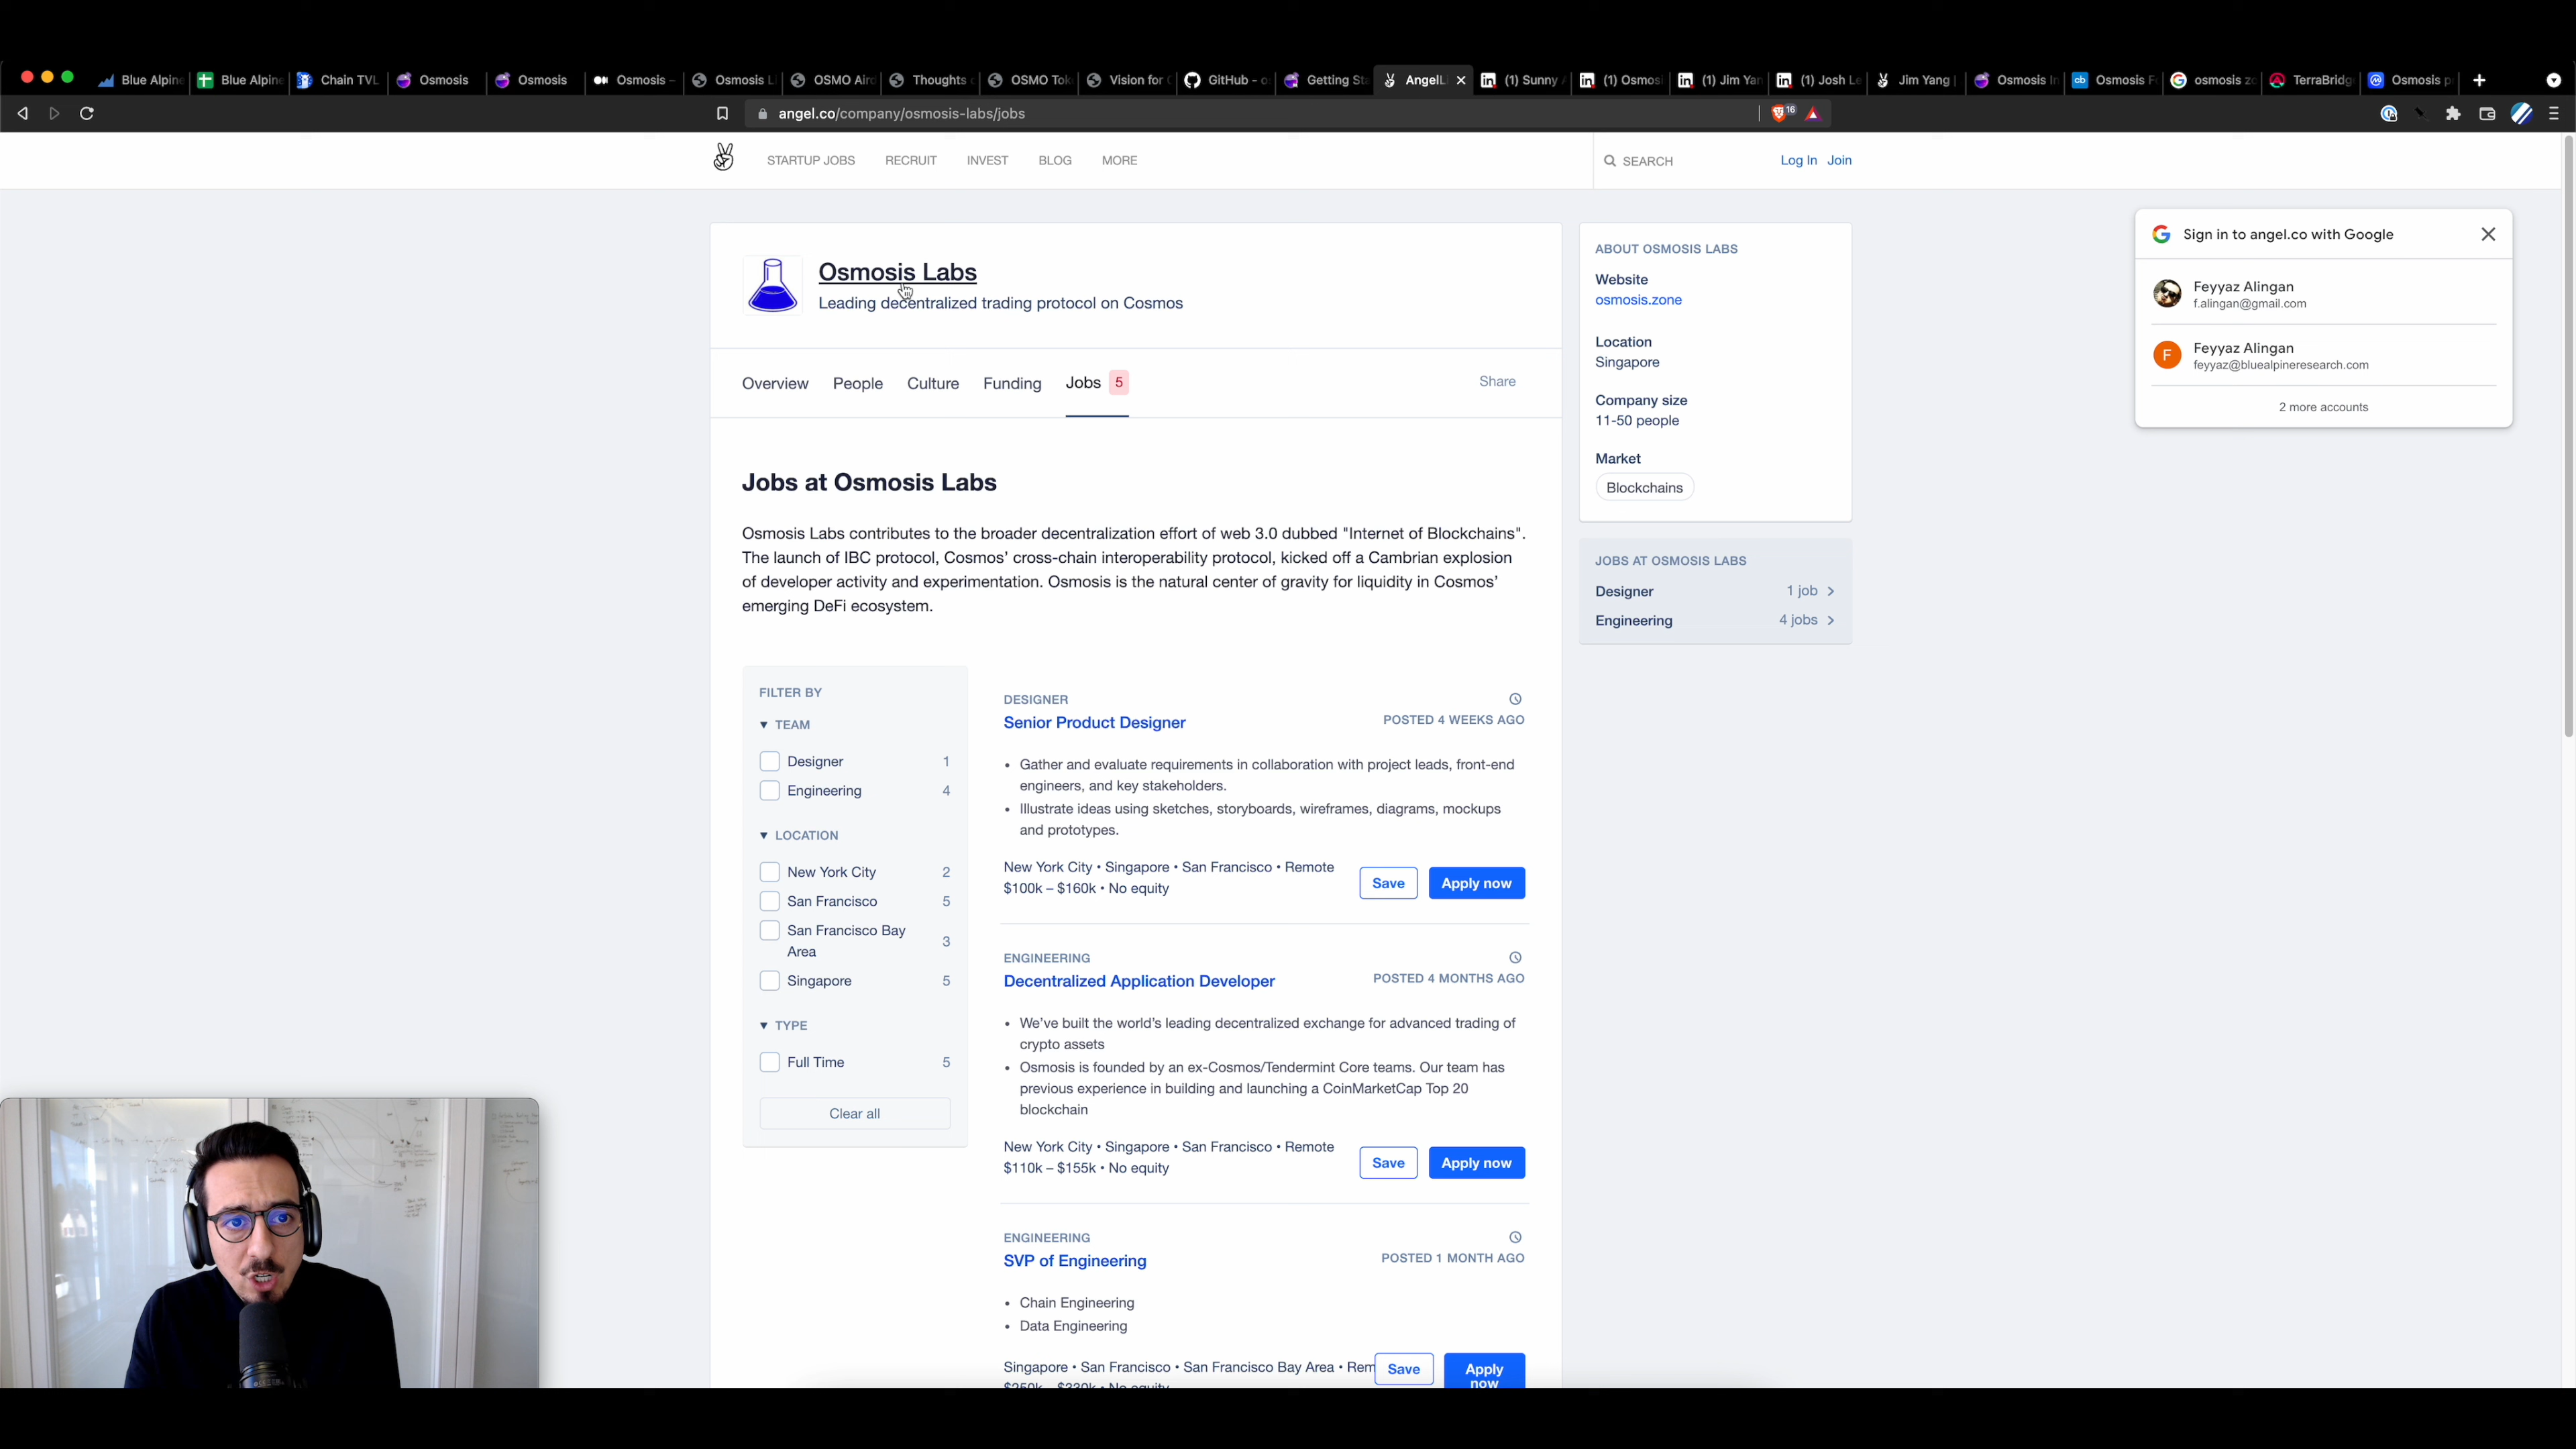 Blue Alpine
Blue Alpine
Chain TVL
Osmosis
Osmosis
Osmosis –
Osmosis L
OSMO Aird
Thoughts
OSMO Tok
Vision for
GitHub - o
Getting Sta
AngelLi
(1) Sunny A
(1) Osmosi
(1) Jim Yan
(1) Josh Le
Jim Yang |
Osmosis In
Osmosis F
osmosis zo
TerraBridg
Osmosis p
angel.co/company/osmosis-labs/jobs
16
STARTUP JOBS
RECRUIT
INVEST
BLOG
MORE
SEARCH
Log In
Join
Osmosis Labs
Leading decentralized trading protocol on Cosmos
Overview
People
Culture
Funding
Jobs 5
Share
Jobs at Osmosis Labs
Osmosis Labs contributes to the broader decentralization effort of web 3.0 dubbed "Internet of Blockchains".
The launch of IBC protocol, Cosmos’ cross-chain interoperability protocol, kicked off a Cambrian explosion
of developer activity and experimentation. Osmosis is the natural center of gravity for liquidity in Cosmos’
emerging DeFi ecosystem.
FILTER BY
▼ TEAM
Designer 1
Engineering 4
▼ LOCATION
New York City 2
San Francisco 5
San Francisco Bay
Area 3
Singapore 5
▼ TYPE
Full Time 5
Clear all
DESIGNER
Senior Product Designer
POSTED 4 WEEKS AGO
• Gather and evaluate requirements in collaboration with project leads, front-end
engineers, and key stakeholders.
• Illustrate ideas using sketches, storyboards, wireframes, diagrams, mockups
and prototypes.
New York City • Singapore • San Francisco • Remote
$100k – $160k • No equity
Save
Apply now
ENGINEERING
Decentralized Application Developer
POSTED 4 MONTHS AGO
• We’ve built the world’s leading decentralized exchange for advanced trading of
crypto assets
• Osmosis is founded by an ex-Cosmos/Tendermint Core teams. Our team has
previous experience in building and launching a CoinMarketCap Top 20
blockchain
New York City • Singapore • San Francisco • Remote
$110k – $155k • No equity
Save
Apply now
ENGINEERING
SVP of Engineering
POSTED 1 MONTH AGO
• Chain Engineering
• Data Engineering
Singapore • San Francisco • San Francisco Bay Area • Rem
$250k – $330k • No equity
Save
Apply
now
ABOUT OSMOSIS LABS
Website
osmosis.zone
Location
Singapore
Company size
11-50 people
Market
Blockchains
JOBS AT OSMOSIS LABS
Designer 1 job
Engineering 4 jobs
Sign in to angel.co with Google
Feyyaz Alingan
f.alingan@gmail.com
F
Feyyaz Alingan
feyyaz@bluealpineresearch.com
2 more accounts